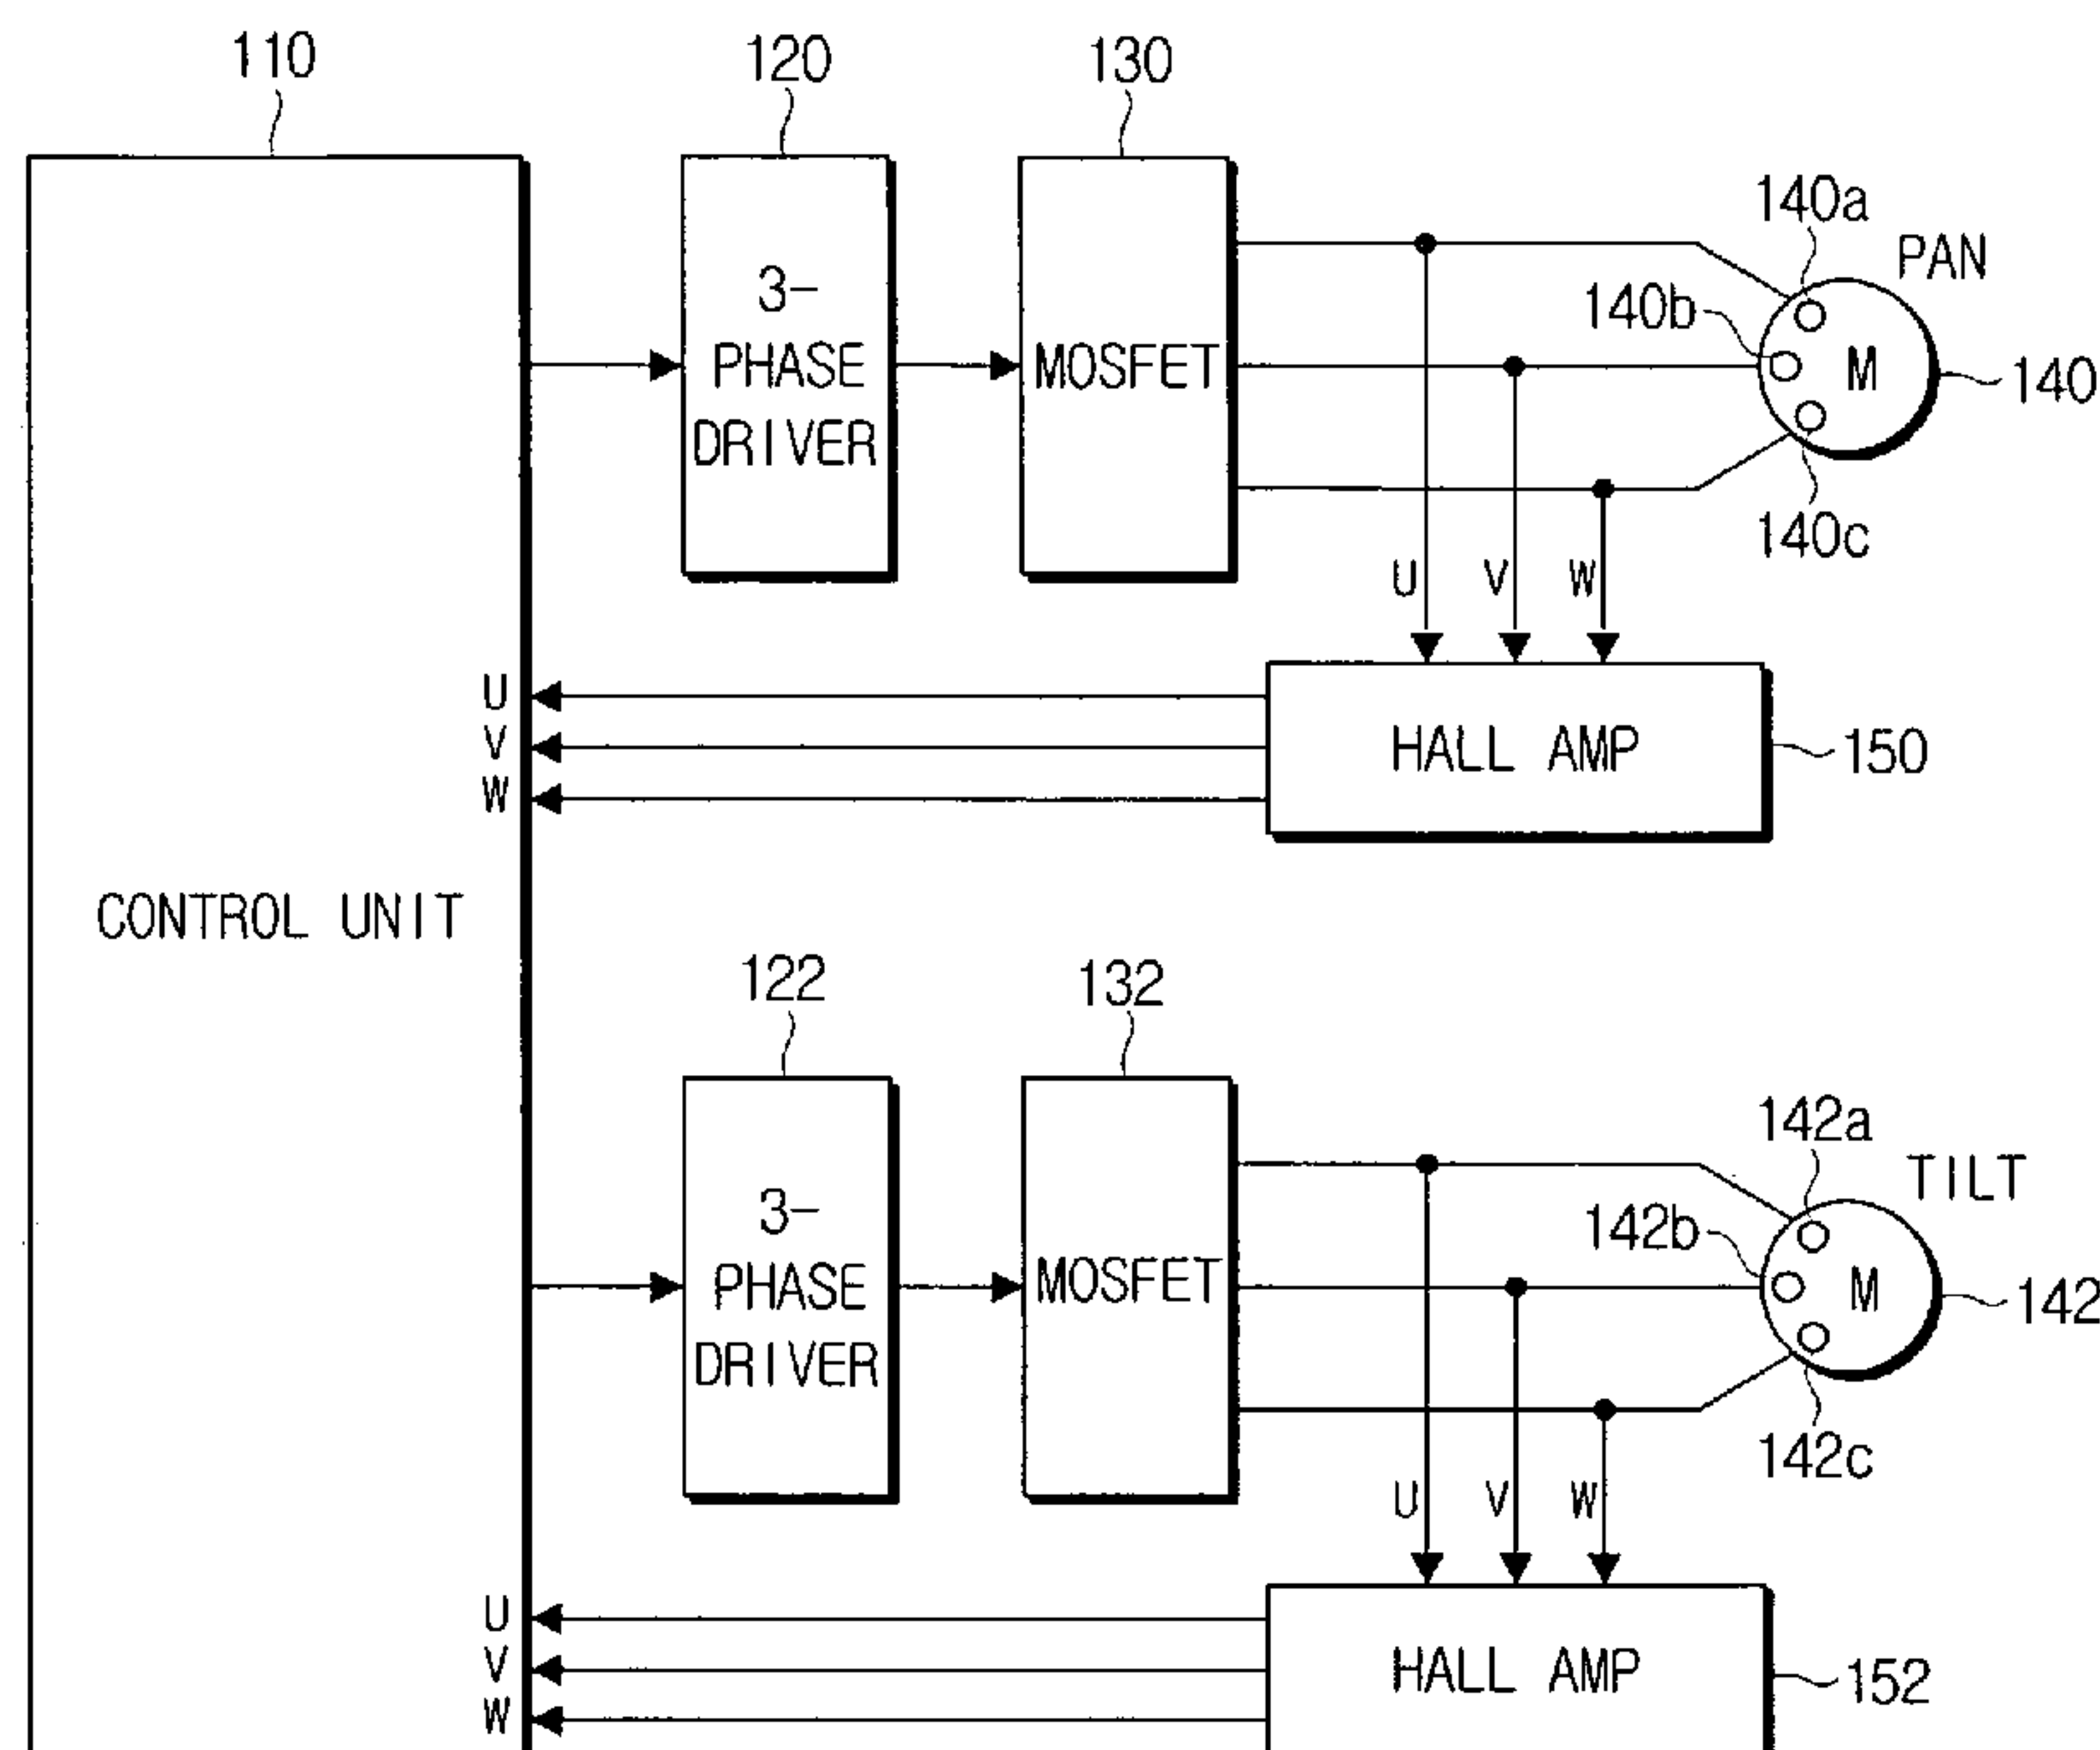 110
120
130
140a
PAN
140b
3-
PHASE
DRIVER
MOSFET
M
140
140c
U V W
U
V
W
HALL AMP
150
CONTROL UNIT
122
132
142a
TILT
142b
3-
PHASE
DRIVER
MOSFET
M
142
142c
U V W
U
V
W
HALL AMP
152